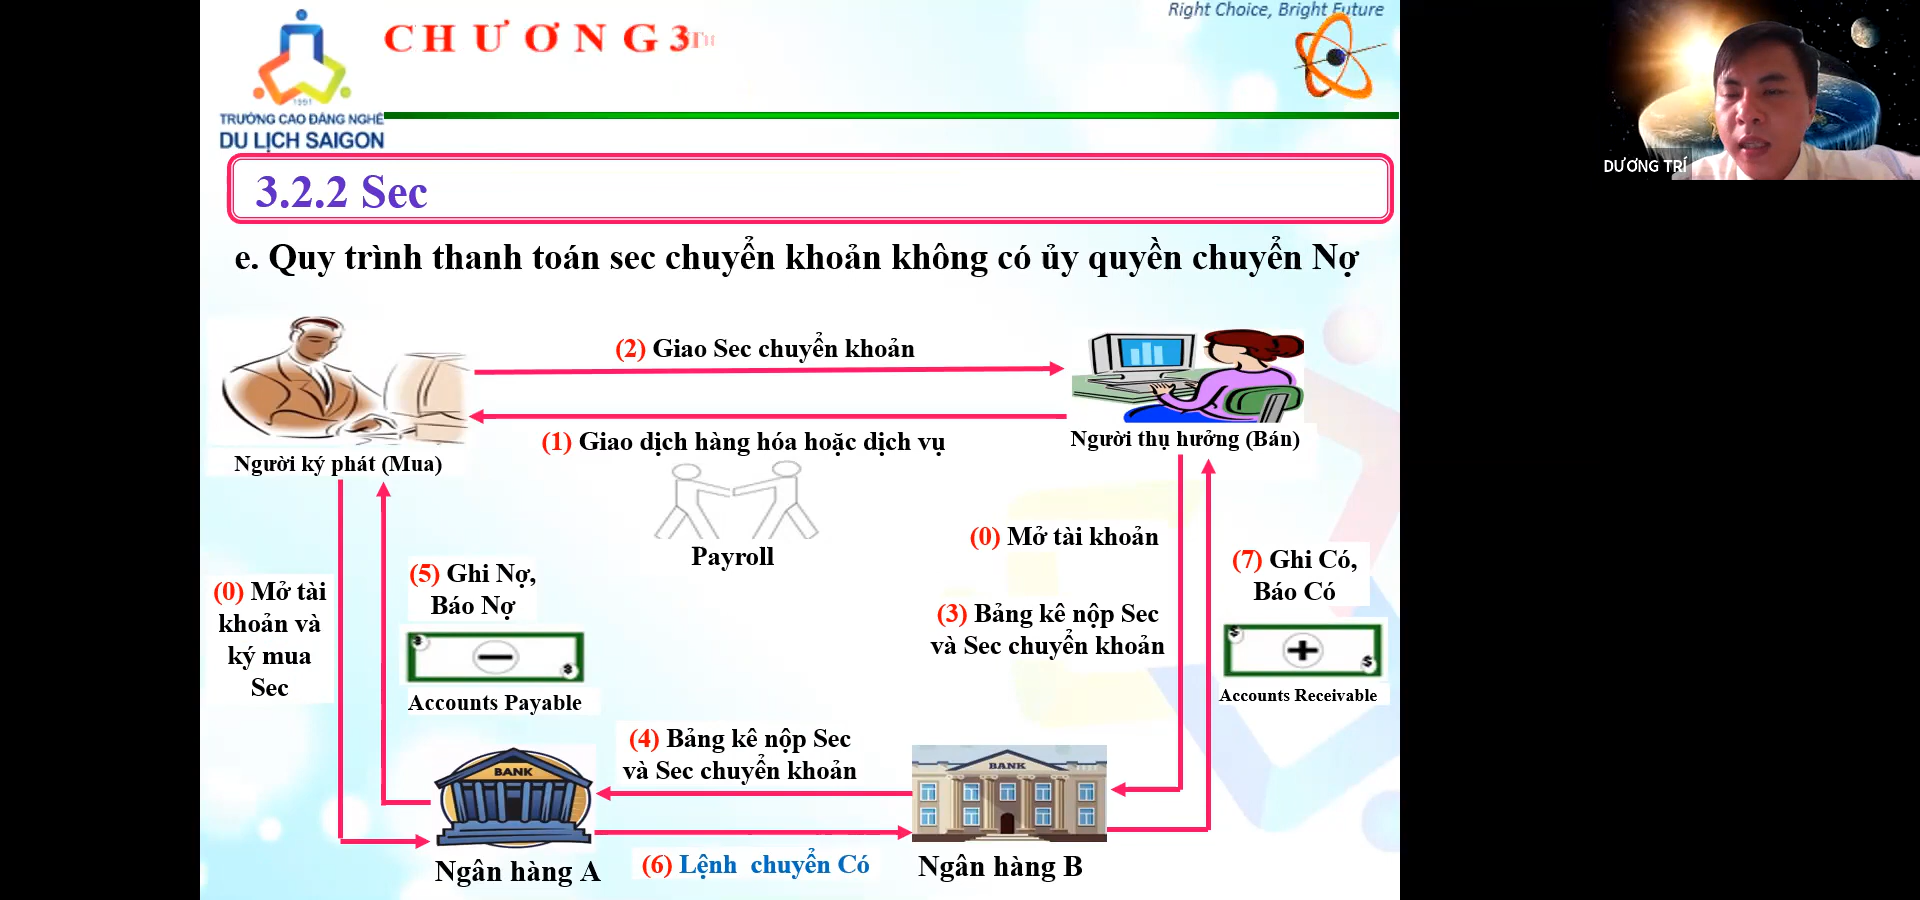 Right Choice, Bright Future
CHƯƠNG3
1991
TRƯỜNG CAO ĐẲNG NGHỀ
DU LỊCH SAIGON
DƯƠNG TRÍ
3.2.2 Sec
e. Quy trình thanh toán sec chuyển khoản không có ủy quyền chuyển Nợ
(2) Giao Sec chuyển khoản
(1) Giao dịch hàng hóa hoặc dịch vụ
Người thụ hưởng (Bán)
Người ký phát (Mua)
Payroll
(0) Mở tài khoản
(7) Ghi Có,
Báo Có
(5) Ghi Nợ,
Báo Nợ
(0) Mở tài
khoản và
ký mua
Sec
(3) Bảng kê nộp Sec
và Sec chuyển khoản
$
$
$
$
Accounts Payable
Accounts Receivable
(4) Bảng kê nộp Sec
và Sec chuyển khoản
BANK
BANK
Ngân hàng A
(6) Lệnh chuyển Có
Ngân hàng B